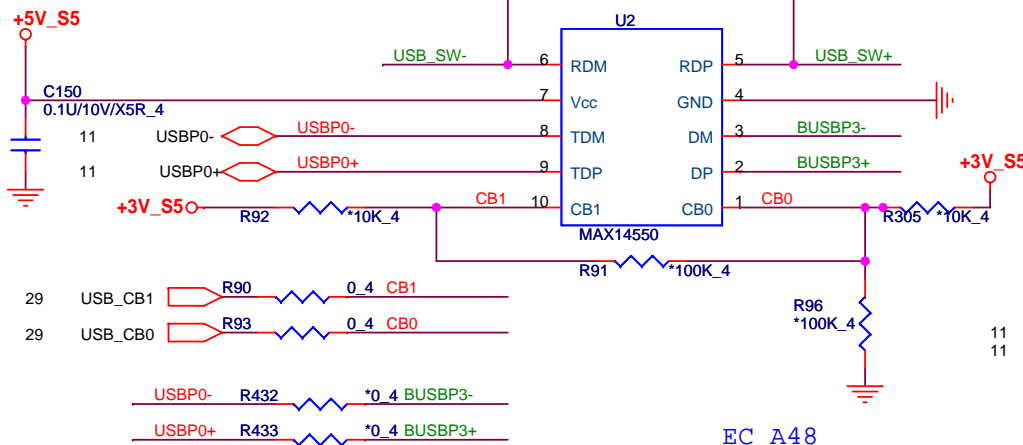 +5V_S5
U2
USB_SW- 6 RDM RDP 5 USB_SW+
C150
0.1U/10V/X5R_4
7 Vcc GND 4
11 USBP0- USBP0- 8 TDM DM 3 BUSBP3-
11 USBP0+ USBP0+ 9 TDP DP 2 BUSBP3+
+3V_S5
+3V_S5 R92 *10K_4 CB1 10 CB1 CB0 1 CB0 R305 *10K_4
MAX14550
R91 *100K_4
29 USB_CB1 R90 0_4 CB1
29 USB_CB0 R93 0_4 CB0
R96
*100K_4
11
11
USBP0- R432 *0_4 BUSBP3-
USBP0+ R433 *0_4 BUSBP3+
EC A48